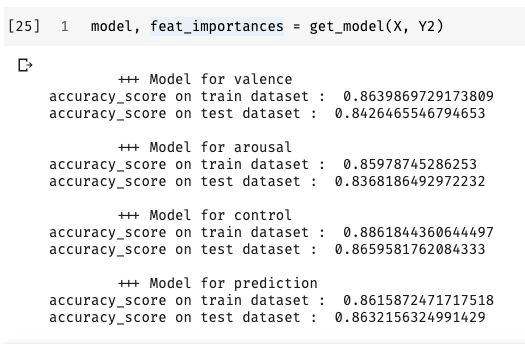 [25] 1 model, feat_importances = get_model(X, Y2)
+++ Model for valence
accuracy_score on train dataset : 0.8639869729173809
accuracy_score on test dataset : 0.8426465546794653
+++ Model for arousal
accuracy_score on train dataset : 0.85978745286253
accuracy_score on test dataset : 0.8368186492972232
+++ Model for control
accuracy_score on train dataset : 0.8861844360644497
accuracy_score on test dataset : 0.8659581762084333
+++ Model for prediction
accuracy_score on train dataset : 0.8615872471717518
accuracy_score on test dataset : 0.8632156324991429